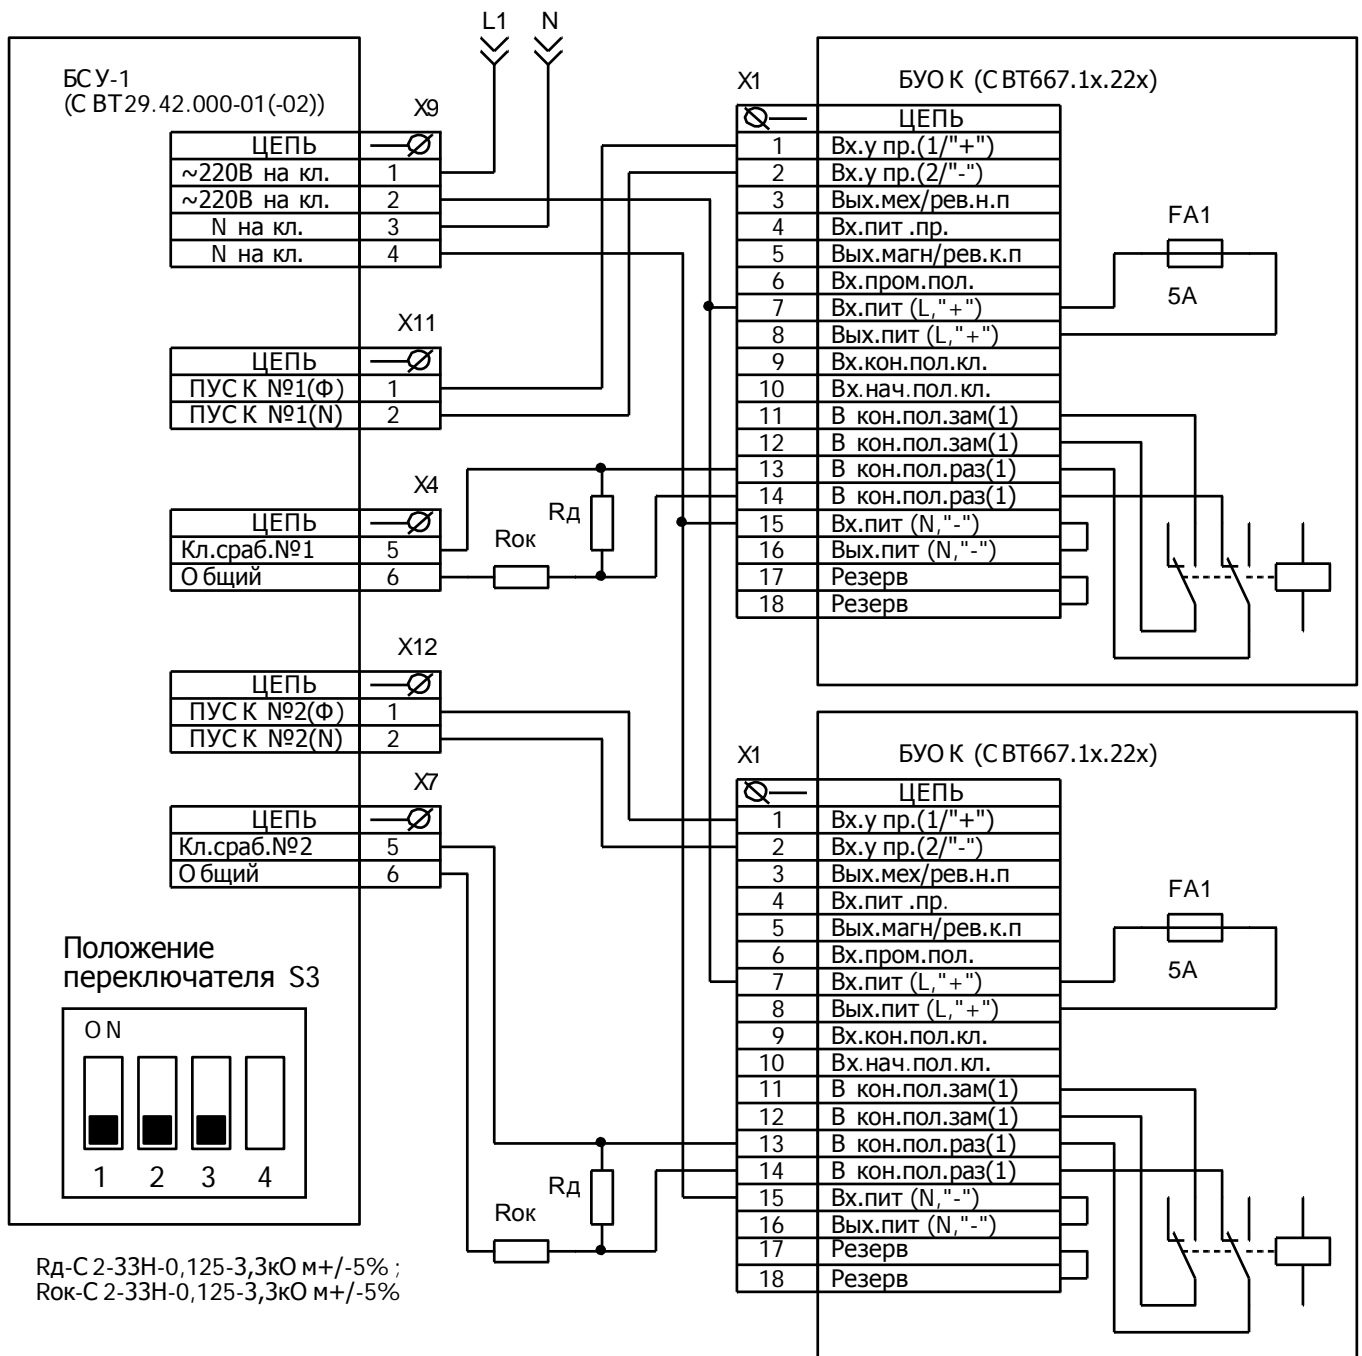 L1 N
БСУ-1
(СВТ29.42.000-01(-02))
X9
ЦЕПЬ
~220В на кл. 1
~220В на кл. 2
N на кл. 3
N на кл. 4
X11
ЦЕПЬ
ПУСК №1(Ф) 1
ПУСК №1(N) 2
X4
ЦЕПЬ
Кл.сраб.№1 5
Общий 6
Rок
Rд
X12
ЦЕПЬ
ПУСК №2(Ф) 1
ПУСК №2(N) 2
X7
ЦЕПЬ
Кл.сраб.№2 5
Общий 6
Rок
Rд
Положение
переключателя S3
ON
1 2 3 4
Rд-С2-33Н-0,125-3,3кОм+/-5% ;
Rок-С2-33Н-0,125-3,3кОм+/-5%
X1
БУОК (СВТ667.1х.22х)
ЦЕПЬ
1 Вх.упр.(1/"+")
2 Вх.упр.(2/"-")
3 Вых.мех/рев.н.п
4 Вх.пит.пр.
5 Вых.магн/рев.к.п
6 Вх.пром.пол.
7 Вх.пит (L,"+")
8 Вых.пит (L,"+")
9 Вх.кон.пол.кл.
10 Вх.нач.пол.кл.
11 В кон.пол.зам(1)
12 В кон.пол.зам(1)
13 В кон.пол.раз(1)
14 В кон.пол.раз(1)
15 Вх.пит (N,"-")
16 Вых.пит (N,"-")
17 Резерв
18 Резерв
FA1
5А
X1
БУОК (СВТ667.1х.22х)
ЦЕПЬ
1 Вх.упр.(1/"+")
2 Вх.упр.(2/"-")
3 Вых.мех/рев.н.п
4 Вх.пит.пр.
5 Вых.магн/рев.к.п
6 Вх.пром.пол.
7 Вх.пит (L,"+")
8 Вых.пит (L,"+")
9 Вх.кон.пол.кл.
10 Вх.нач.пол.кл.
11 В кон.пол.зам(1)
12 В кон.пол.зам(1)
13 В кон.пол.раз(1)
14 В кон.пол.раз(1)
15 Вх.пит (N,"-")
16 Вых.пит (N,"-")
17 Резерв
18 Резерв
FA1
5А